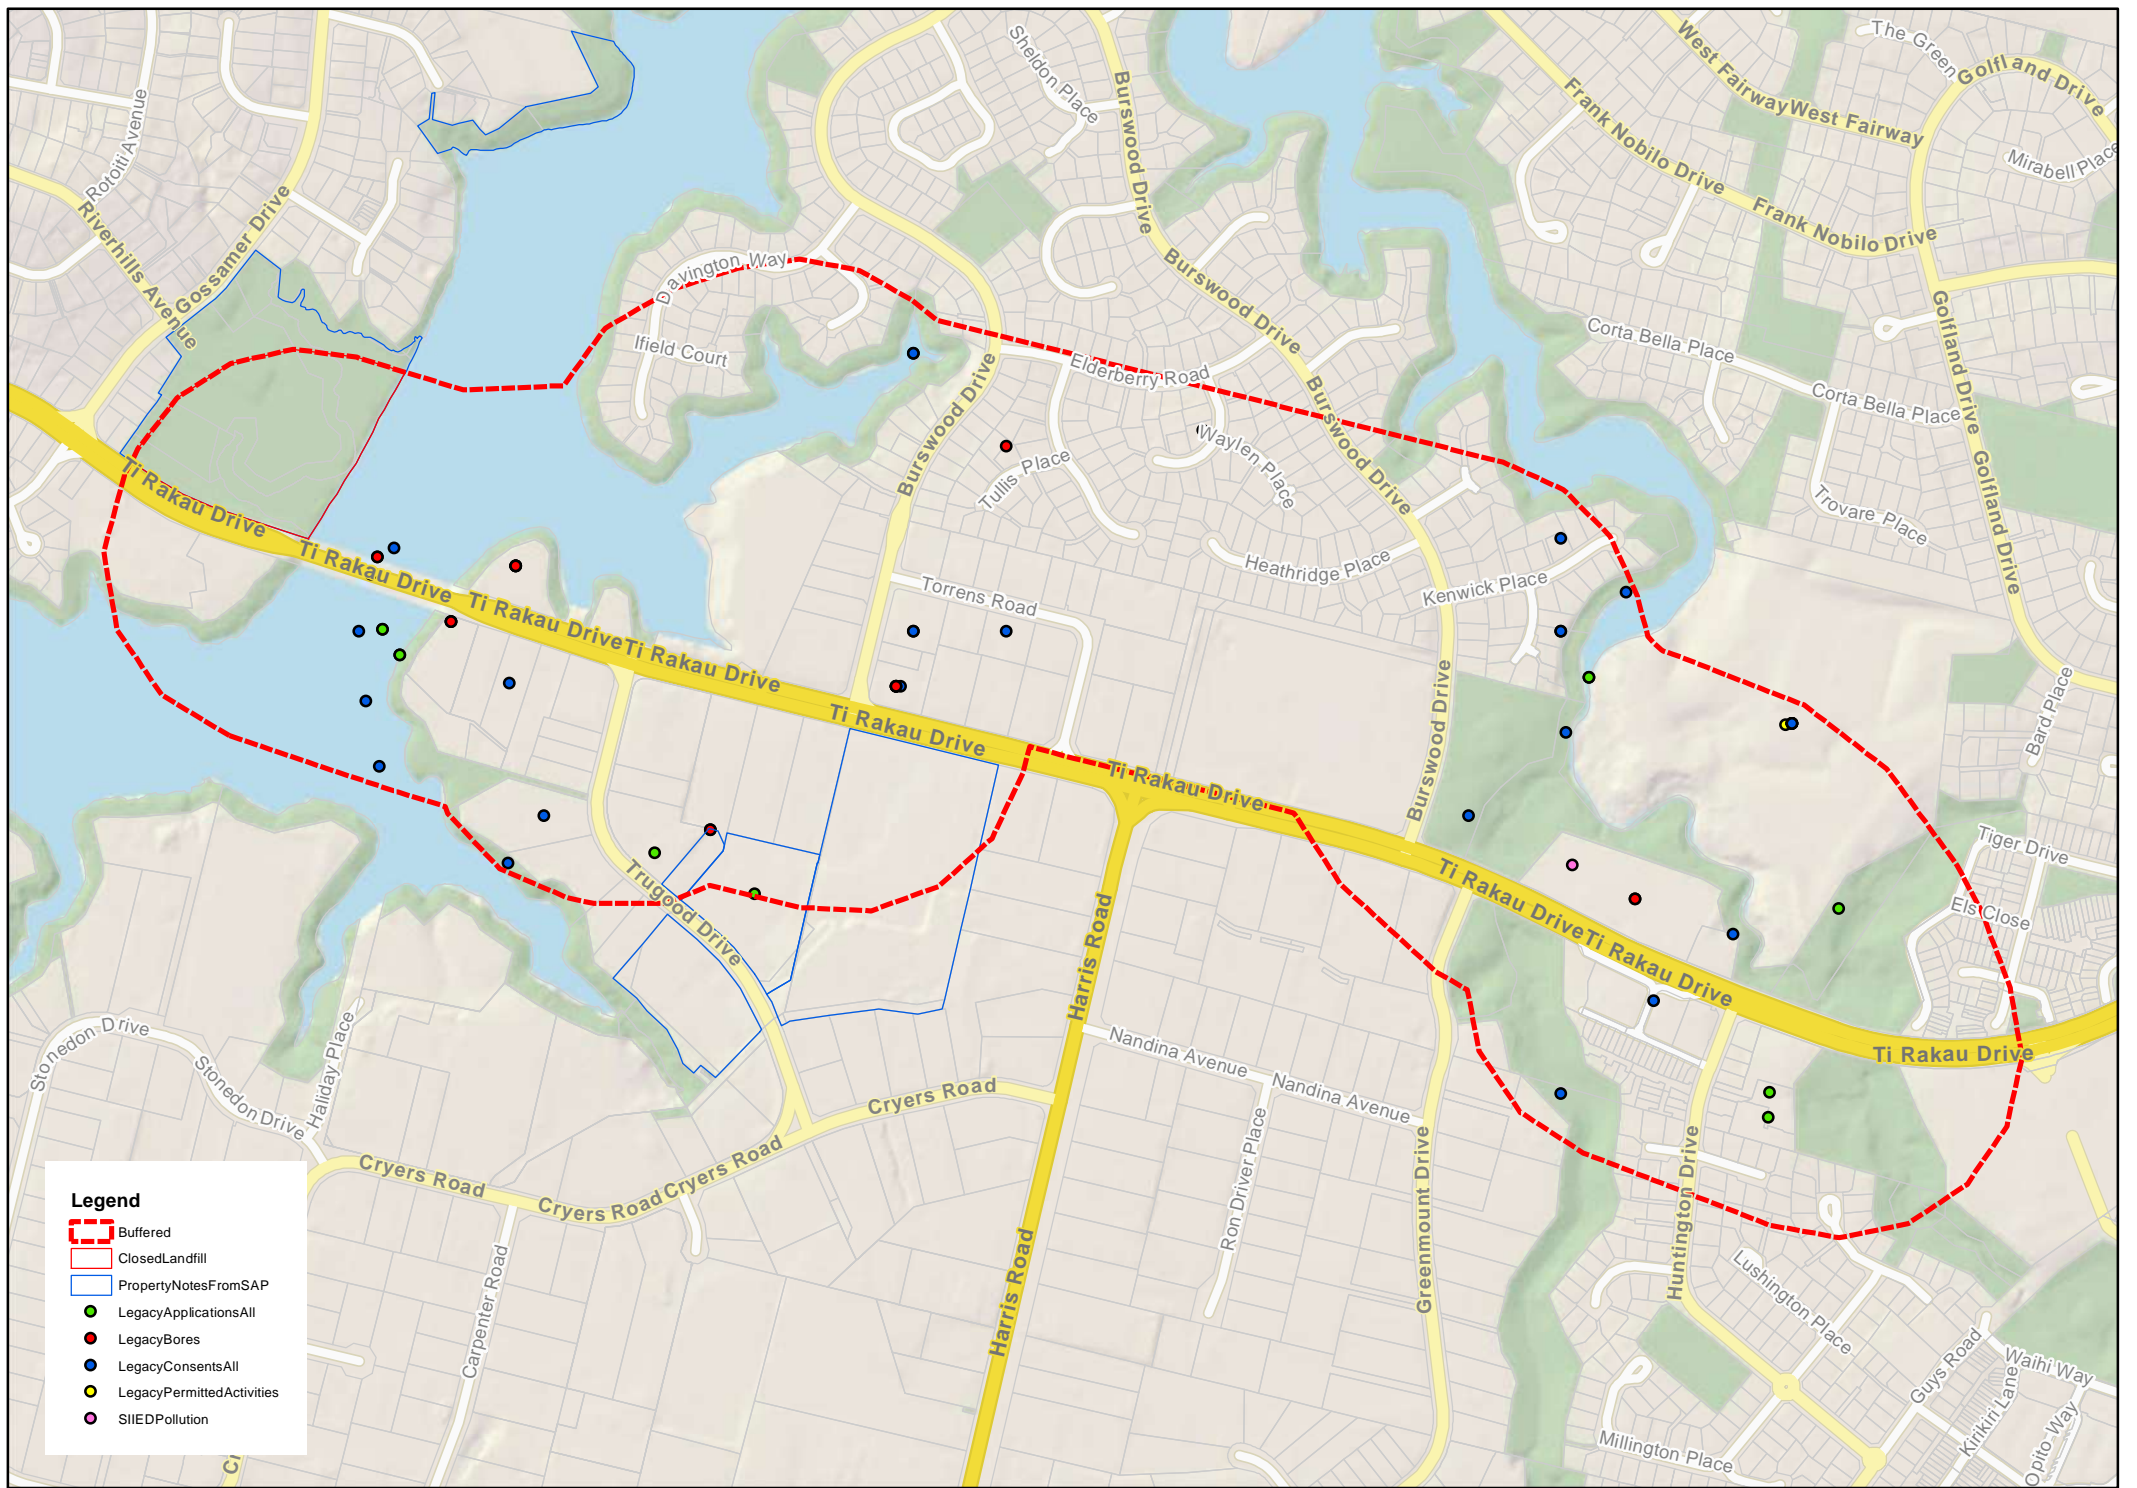 Sheldon Place
Burswood Drive
West Fairway
West Fairway
The Green
Golfland Drive
Frank Nobilo Drive
Mirabell Place
Rotoiti Avenue
Riverhills Avenue
Gossamer Drive
Davington Way
Burswood Drive
Frank Nobilo Drive
Ifield Court
Elderberry Road
Burswood Drive
Burswood Drive
Corta Bella Place
Corta Bella Place
Golfland Drive
Golfland Drive
Waylen Place
Tullis Place
Trovare Place
Ti Rakau Drive
Ti Rakau Drive
Ti Rakau Drive
Ti Rakau Drive
Torrens Road
Heathridge Place
Kenwick Place
Burswood Drive
Bard Place
Ti Rakau Drive
Ti Rakau Drive
Ti Rakau Drive
Ti Rakau Drive
Ti Rakau Drive
Tiger Drive
Els Close
Trugood Drive
Harris Road
Stonedon Drive
Stonedon Drive
Haliday Place
Nandina Avenue
Nandina Avenue
Cryers Road
Cryers Road
Cryers Road
Cryers Road
Ron Driver Place
Greenmount Drive
Huntington Drive
Harris Road
Carpenter Road
Lushington Place
Guys Road
Waihi Way
Kirikiri Lane
Opito Way
Millington Place
Legend
Buffered
ClosedLandfill
PropertyNotesFromSAP
LegacyApplicationsAll
LegacyBores
LegacyConsentsAll
LegacyPermittedActivities
SIIEDPollution